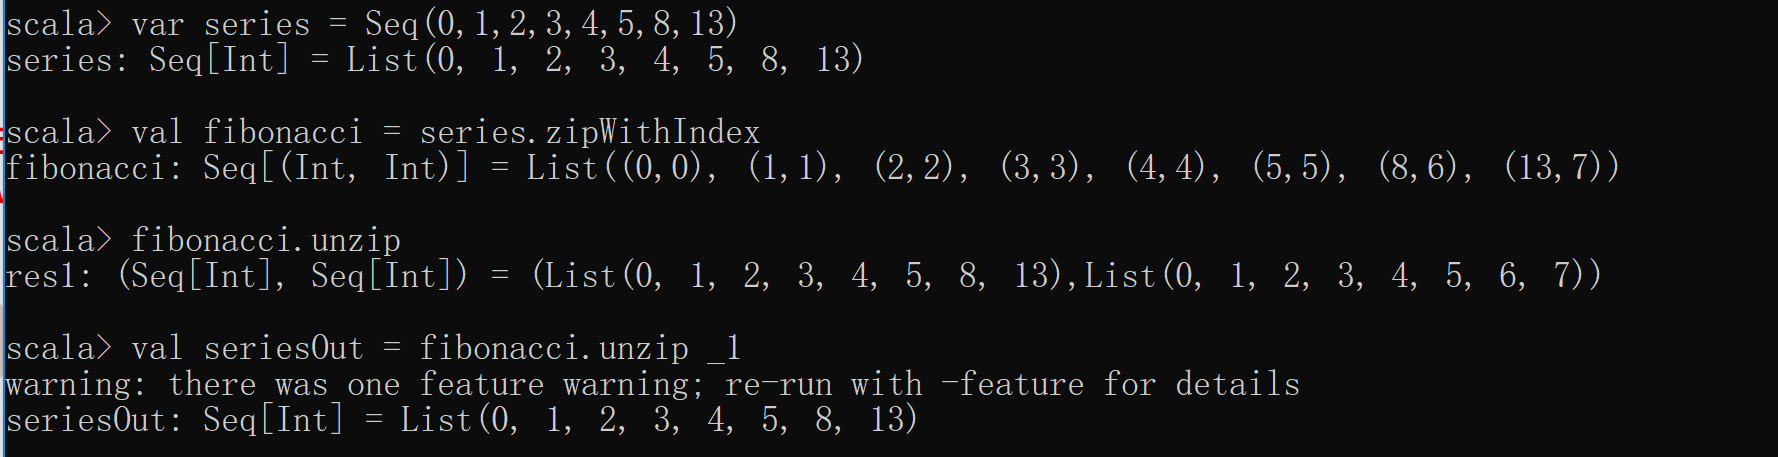 scala> var series = Seq(0,1,2,3,4,5,8,13)
series: Seq[Int] = List(0, 1, 2, 3, 4, 5, 8, 13)
scala> val fibonacci = series.zipWithIndex
fibonacci: Seq[(Int, Int)] = List((0,0), (1,1), (2,2), (3,3), (4,4), (5,5), (8,6), (13,7))
scala> fibonacci.unzip
res1: (Seq[Int], Seq[Int]) = (List(0, 1, 2, 3, 4, 5, 8, 13),List(0, 1, 2, 3, 4, 5, 6, 7))
scala> val seriesOut = fibonacci.unzip _1
warning: there was one feature warning; re-run with -feature for details
seriesOut: Seq[Int] = List(0, 1, 2, 3, 4, 5, 8, 13)